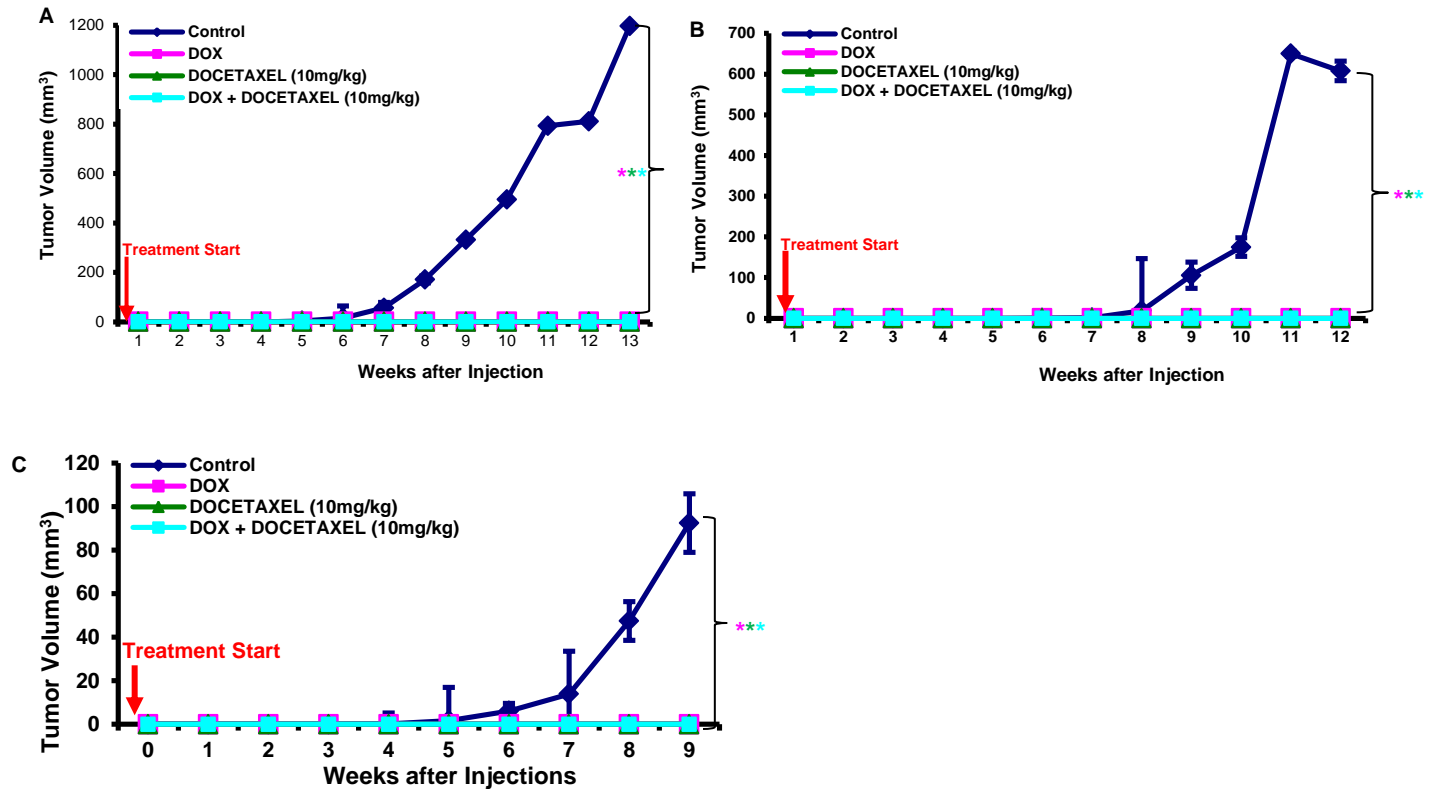 A
Control
DOX
DOCETAXEL (10mg/kg)
DOX + DOCETAXEL (10mg/kg)
Tumor Volume (mm³)
1200
1000
800
600
400
200
0
Treatment Start
***
1 2 3 4 5 6 7 8 9 10 11 12 13
Weeks after Injection
B
Control
DOX
DOCETAXEL (10mg/kg)
DOX + DOCETAXEL (10mg/kg)
Tumor Volume (mm³)
700
600
500
400
300
200
100
0
Treatment Start
***
1 2 3 4 5 6 7 8 9 10 11 12
Weeks after Injection
C
Control
DOX
DOCETAXEL (10mg/kg)
DOX + DOCETAXEL (10mg/kg)
Tumor Volume (mm³)
120
100
80
60
40
20
0
Treatment Start
***
0 1 2 3 4 5 6 7 8 9
Weeks after Injections